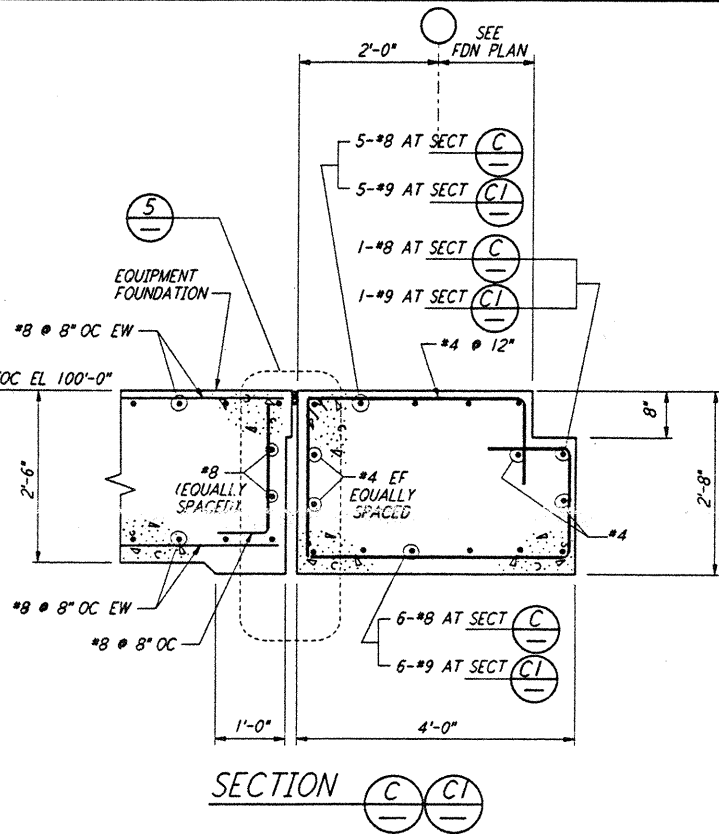 2'-0"
SEE
FDN PLAN
5-#8 AT SECT C
5-#9 AT SECT C1
5
1-#8 AT SECT C
EQUIPMENT
FOUNDATION
1-#9 AT SECT C1
#8 @ 8" OC EW
#4 @ 12"
TOC EL 100'-0"
8"
2'-6"
#8
(EQUALLY
SPACED)
#4 EF
EQUALLY
SPACED
2'-8"
#4
#8 @ 8" OC EW
6-#8 AT SECT C
#8 @ 8" OC
6-#9 AT SECT C1
1'-0"
4'-0"
SECTION C C1